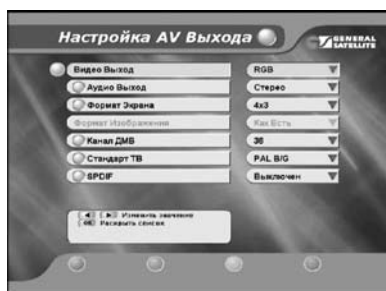 Настройка AV Выхода
GENERAL
SATELLITE
Видео Выход RGB
Аудио Выход Стерео
Формат Экрана 4x3
Формат Изображения Как Есть
Канал ДМВ 36
Стандарт ТВ PAL B/G
SPDIF Выключен
Изменить значение
OK Раскрыть список